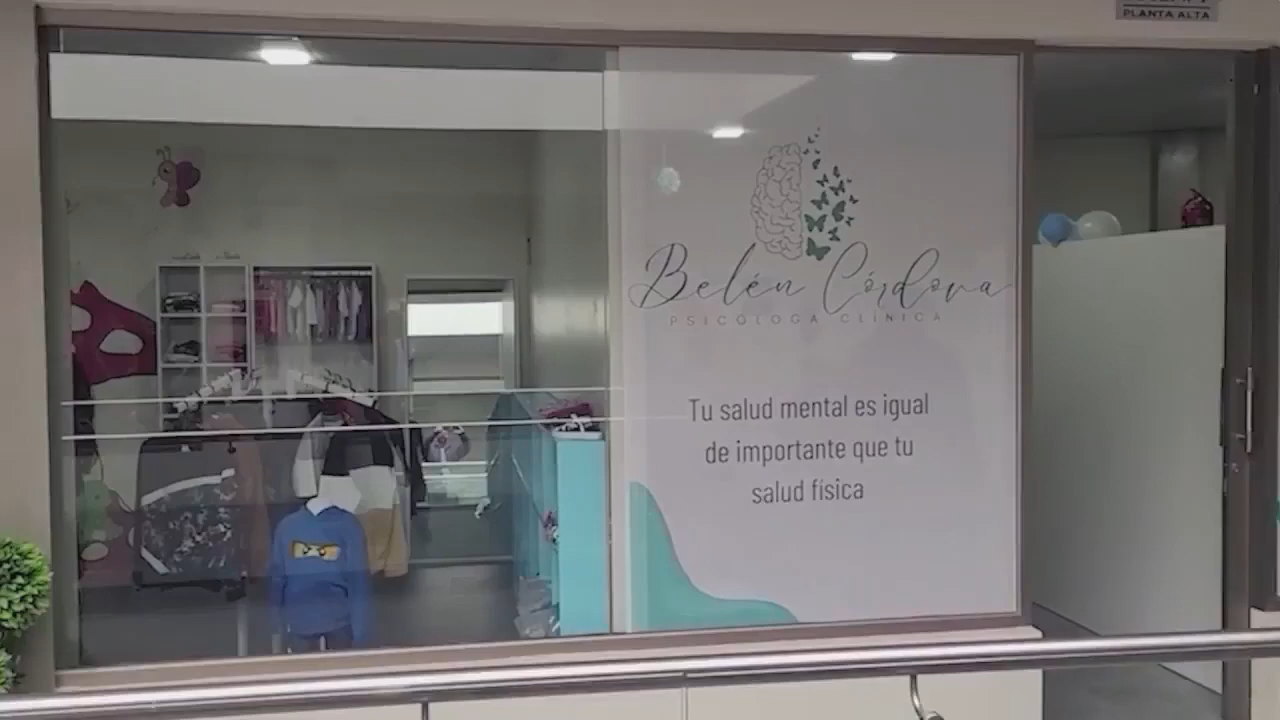 PLANTA ALTA
Belén Córdova
PSICÓLOGA CLÍNICA
Tu salud mental es igual
de importante que tu
salud física